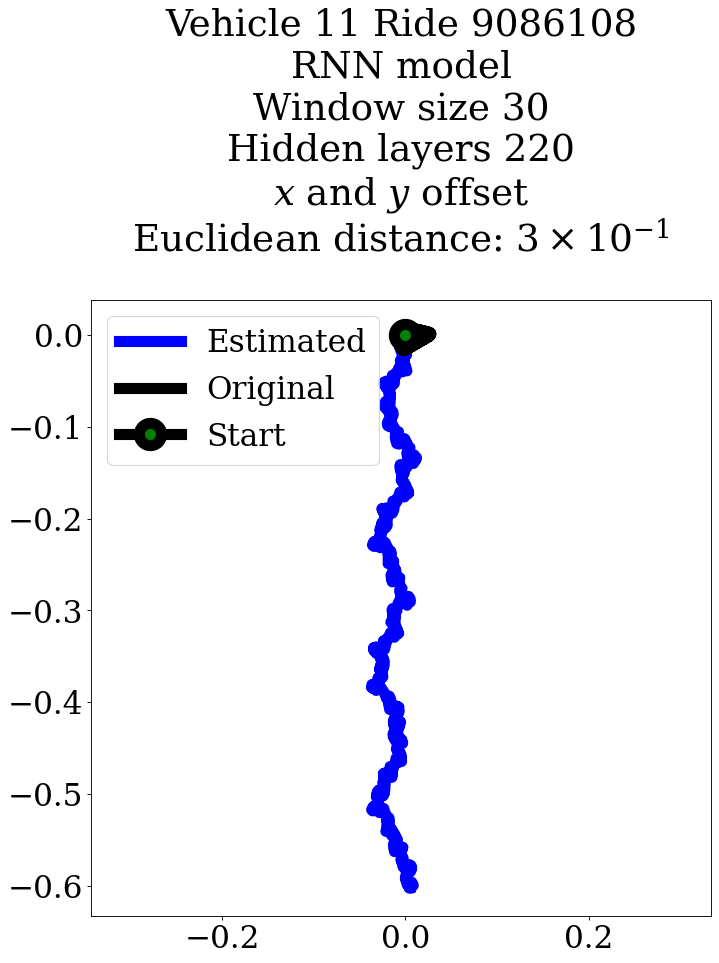 Vehicle 11 Ride 9086108
RNN model
Window size 30
Hidden layers 220
x and y offset
Euclidean distance: 3 × 10⁻¹
Estimated
Original
Start
0.0
−0.1
−0.2
−0.3
−0.4
−0.5
−0.6
−0.2 0.0 0.2